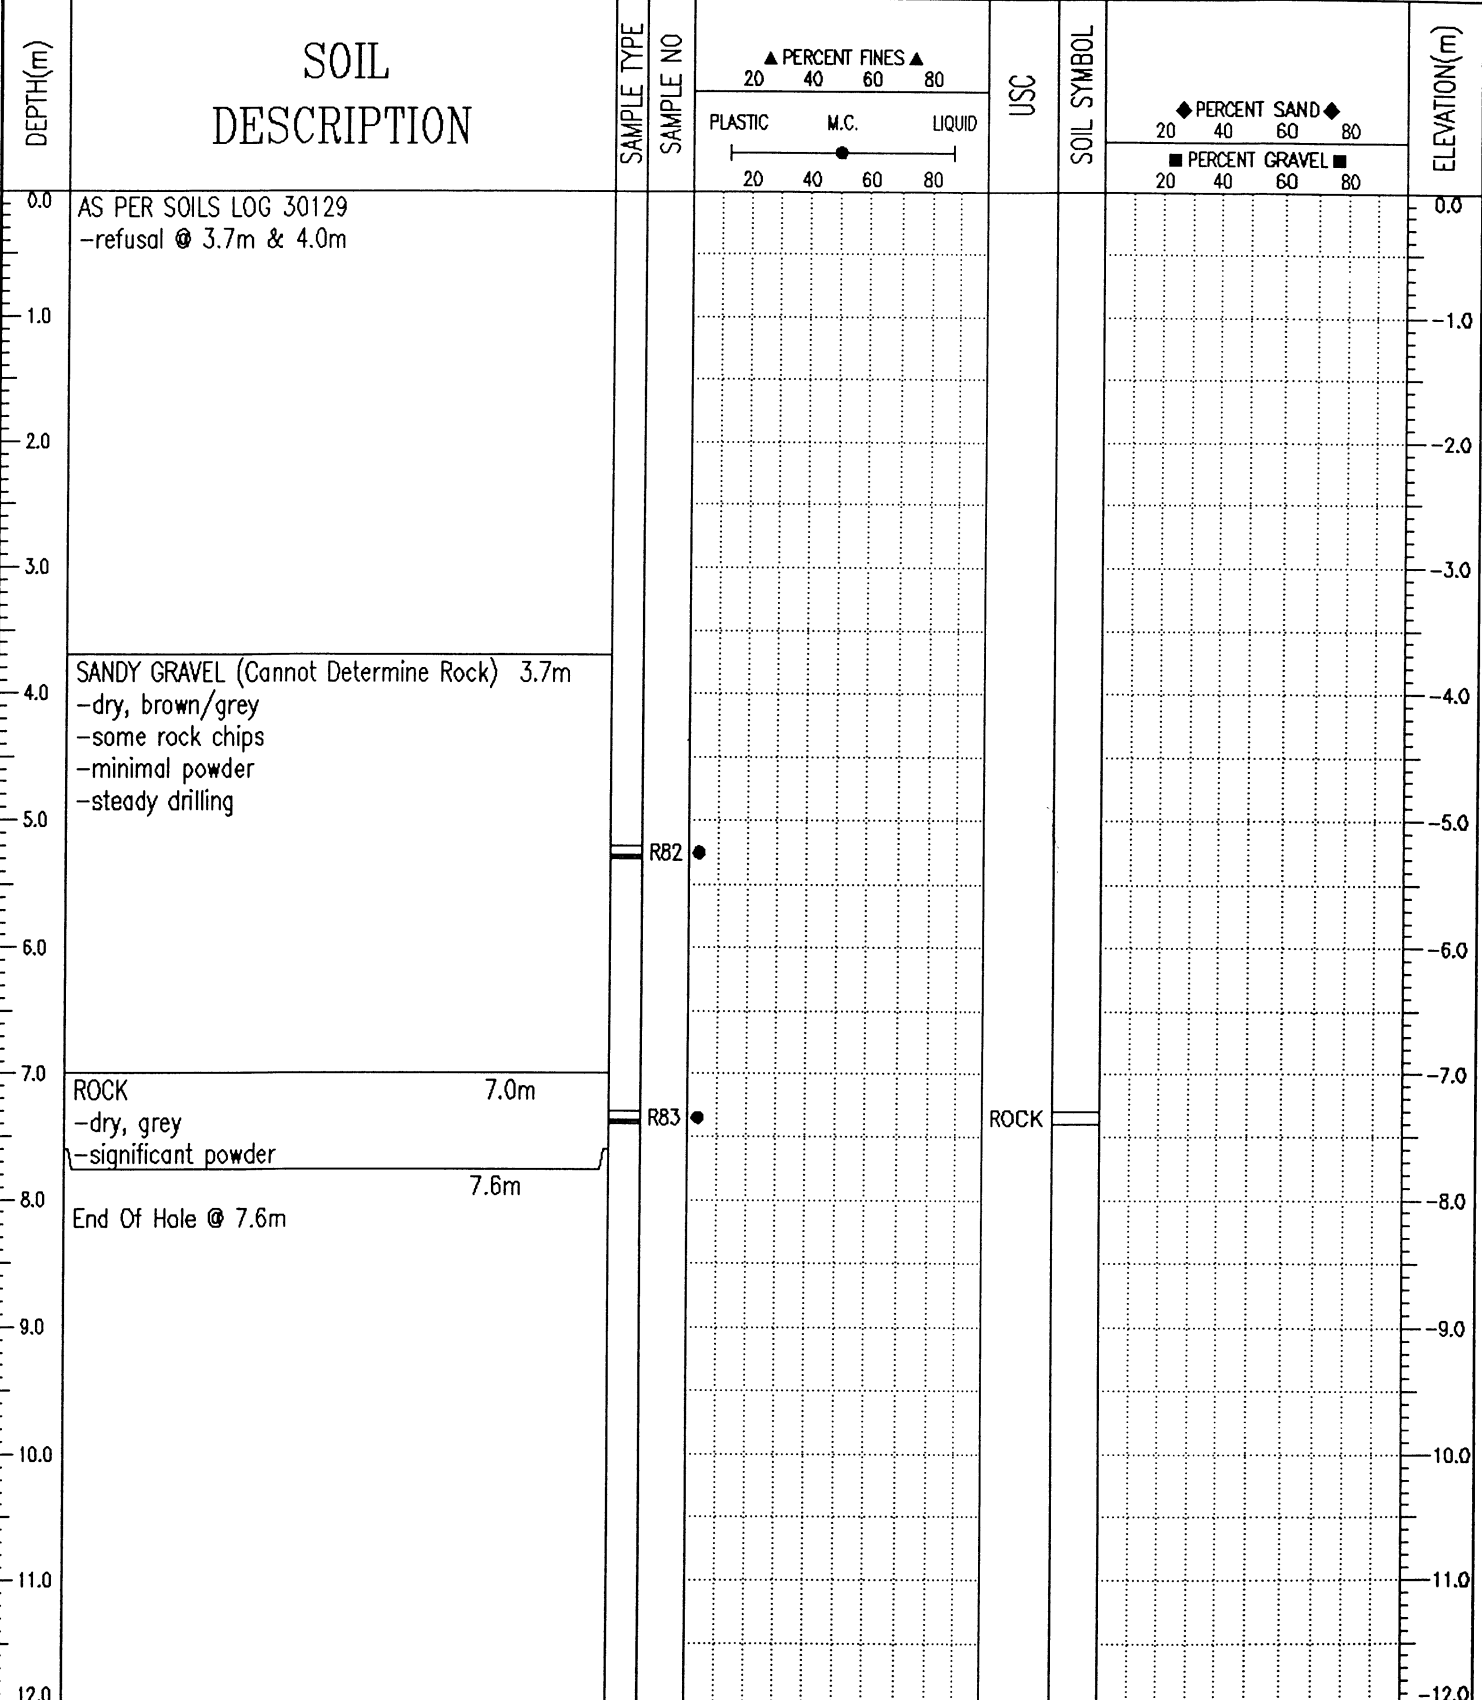 DEPTH(m)
SOIL
DESCRIPTION
SAMPLE TYPE
SAMPLE NO
▲ PERCENT FINES ▲
20 40 60 80
PLASTIC M.C. LIQUID
20 40 60 80
USC
SOIL SYMBOL
◆ PERCENT SAND ◆
20 40 60 80
■ PERCENT GRAVEL ■
20 40 60 80
ELEVATION(m)
0.0
AS PER SOILS LOG 30129
0.0
-refusal @ 3.7m & 4.0m
1.0
-1.0
2.0
-2.0
3.0
-3.0
SANDY GRAVEL (Cannot Determine Rock) 3.7m
4.0
-4.0
-dry, brown/grey
-some rock chips
-minimal powder
-steady drilling
5.0
-5.0
R82
6.0
-6.0
7.0
-7.0
ROCK 7.0m
-dry, grey
R83
ROCK
-significant powder
7.6m
8.0
-8.0
End Of Hole @ 7.6m
9.0
-9.0
10.0
-10.0
11.0
-11.0
12.0
-12.0